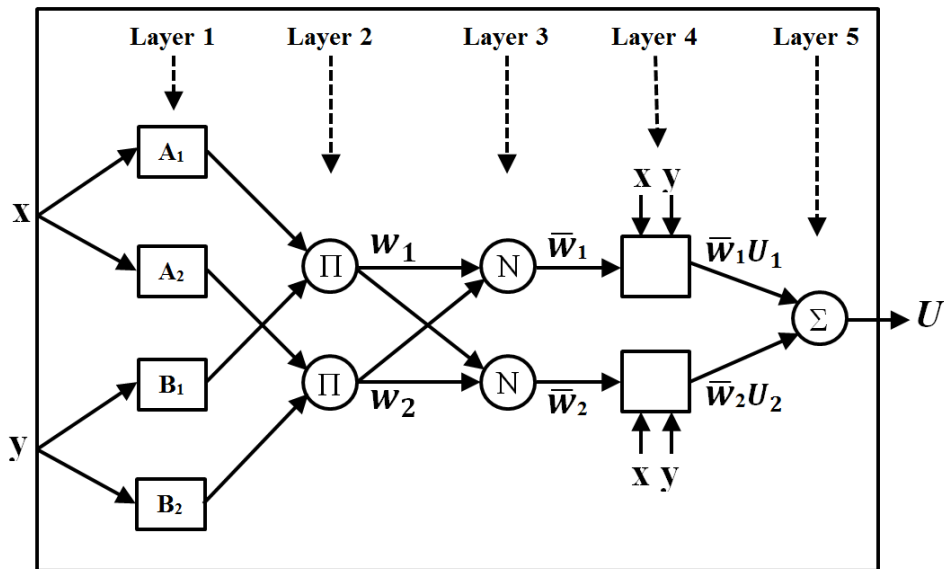 Layer 1 Layer 2 Layer 3 Layer 4 Layer 5
A₁
x y
x
w₁ w̅₁ w̅₁U₁
A₂ Π N
Σ U
B₁ Π N
w₂ w̅₂ w̅₂U₂
y
x y
B₂